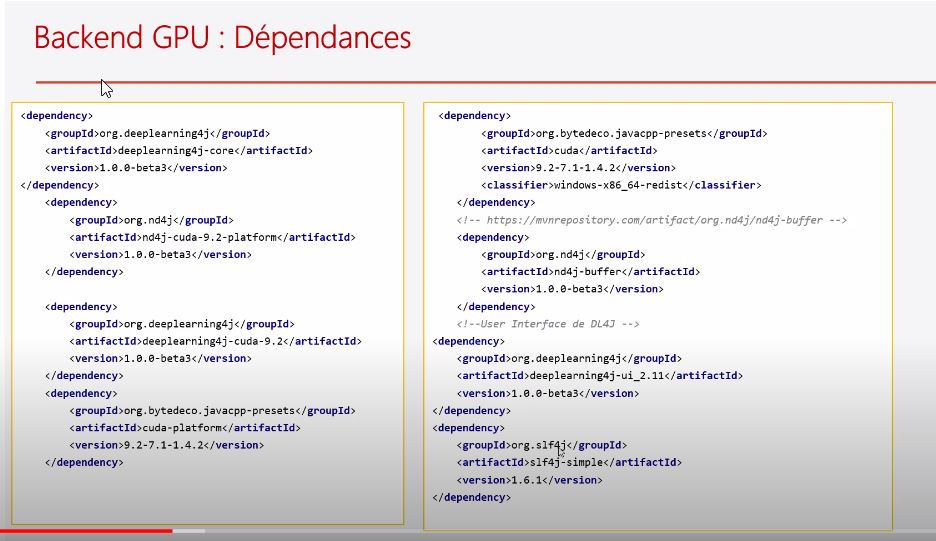 Backend GPU : Dépendances
<dependency>
<groupId>org.deeplearning4j</groupId>
<artifactId>deeplearning4j-core</artifactId>
<version>1.0.0-beta3</version>
</dependency>
<dependency>
<groupId>org.nd4j</groupId>
<artifactId>nd4j-cuda-9.2-platform</artifactId>
<version>1.0.0-beta3</version>
</dependency>
<dependency>
<groupId>org.deeplearning4j</groupId>
<artifactId>deeplearning4j-cuda-9.2</artifactId>
<version>1.0.0-beta3</version>
</dependency>
<dependency>
<groupId>org.bytedeco.javacpp-presets</groupId>
<artifactId>cuda-platform</artifactId>
<version>9.2-7.1-1.4.2</version>
</dependency>
<dependency>
<groupId>org.bytedeco.javacpp-presets</groupId>
<artifactId>cuda</artifactId>
<version>9.2-7.1-1.4.2</version>
<classifier>windows-x86_64-redist</classifier>
</dependency>
<!-- https://mvnrepository.com/artifact/org.nd4j/nd4j-buffer -->
<dependency>
<groupId>org.nd4j</groupId>
<artifactId>nd4j-buffer</artifactId>
<version>1.0.0-beta3</version>
</dependency>
<!--User Interface de DL4J -->
<dependency>
<groupId>org.deeplearning4j</groupId>
<artifactId>deeplearning4j-ui_2.11</artifactId>
<version>1.0.0-beta3</version>
</dependency>
<dependency>
<groupId>org.slf4j</groupId>
<artifactId>slf4j-simple</artifactId>
<version>1.6.1</version>
</dependency>